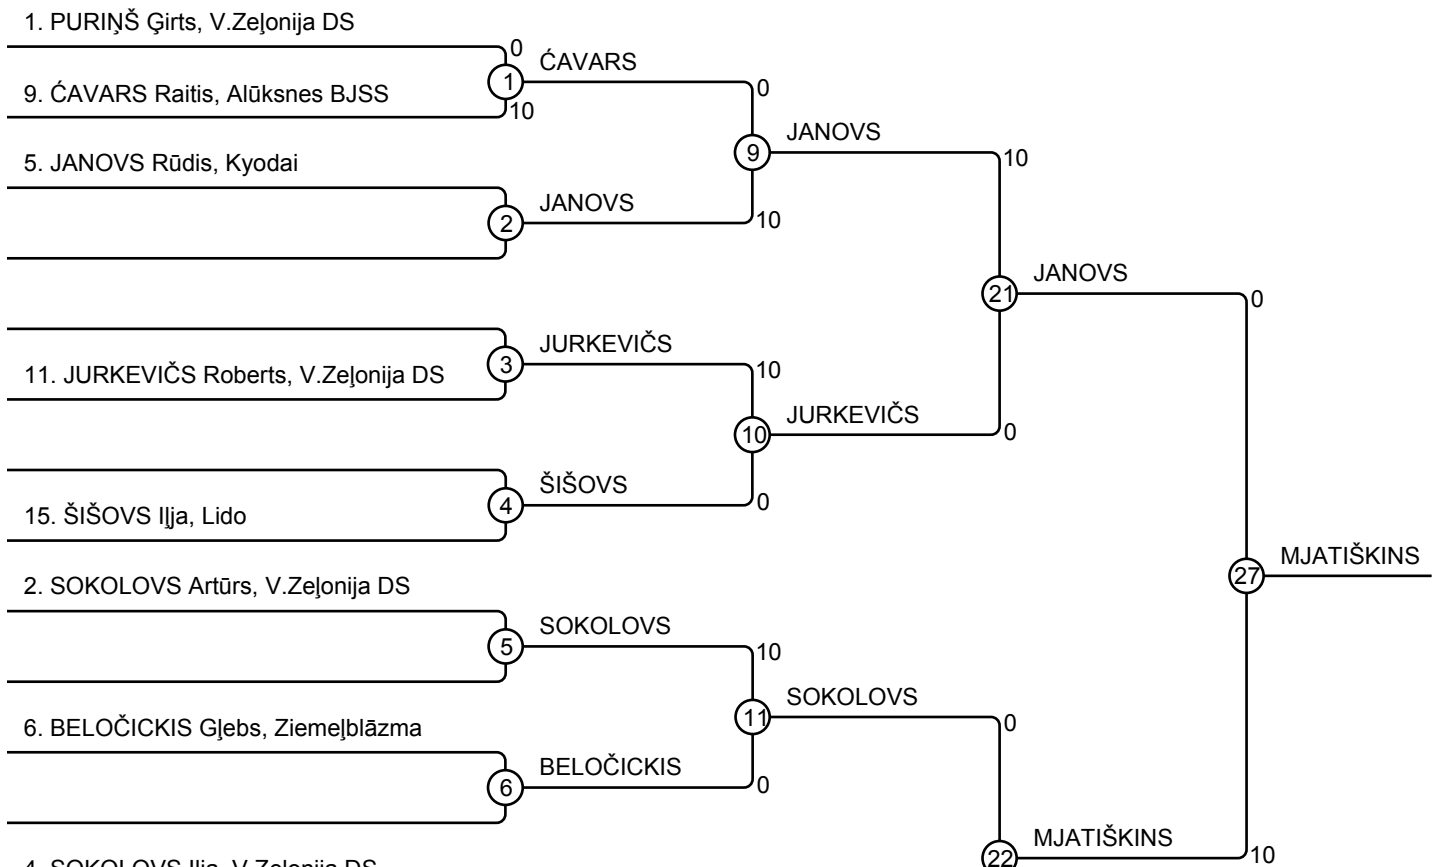 1. PURIŅŠ Ģirts, V.Zeļonija DS
0
ĆAVARS
1
0
9. ĆAVARS Raitis, Alūksnes BJSS
10
JANOVS
9
10
5. JANOVS Rūdis, Kyodai
JANOVS
2
10
JANOVS
21
0
JURKEVIČS
3
10
11. JURKEVIČS Roberts, V.Zeļonija DS
JURKEVIČS
10
0
ŠIŠOVS
4
0
15. ŠIŠOVS Iļja, Lido
MJATIŠKINS
27
2. SOKOLOVS Artūrs, V.Zeļonija DS
SOKOLOVS
5
10
SOKOLOVS
11
0
6. BELOČICKIS Gļebs, Ziemeļblāzma
BELOČICKIS
6
0
MJATIŠKINS
22
10
4. SOKOLOVS